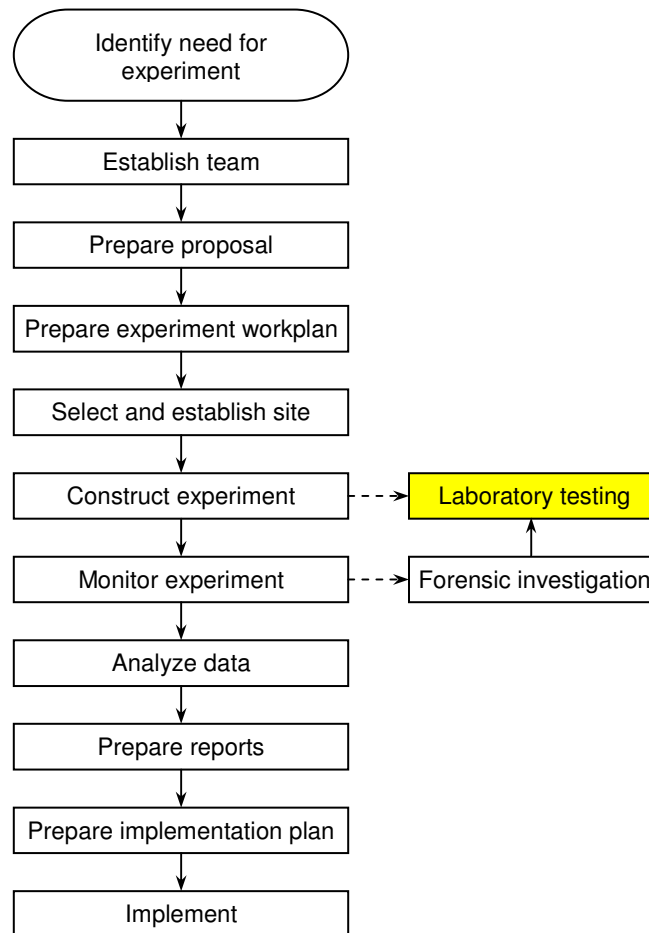 Identify need for
experiment
Establish team
Prepare proposal
Prepare experiment workplan
Select and establish site
Construct experiment
Laboratory testing
Monitor experiment
Forensic investigation
Analyze data
Prepare reports
Prepare implementation plan
Implement